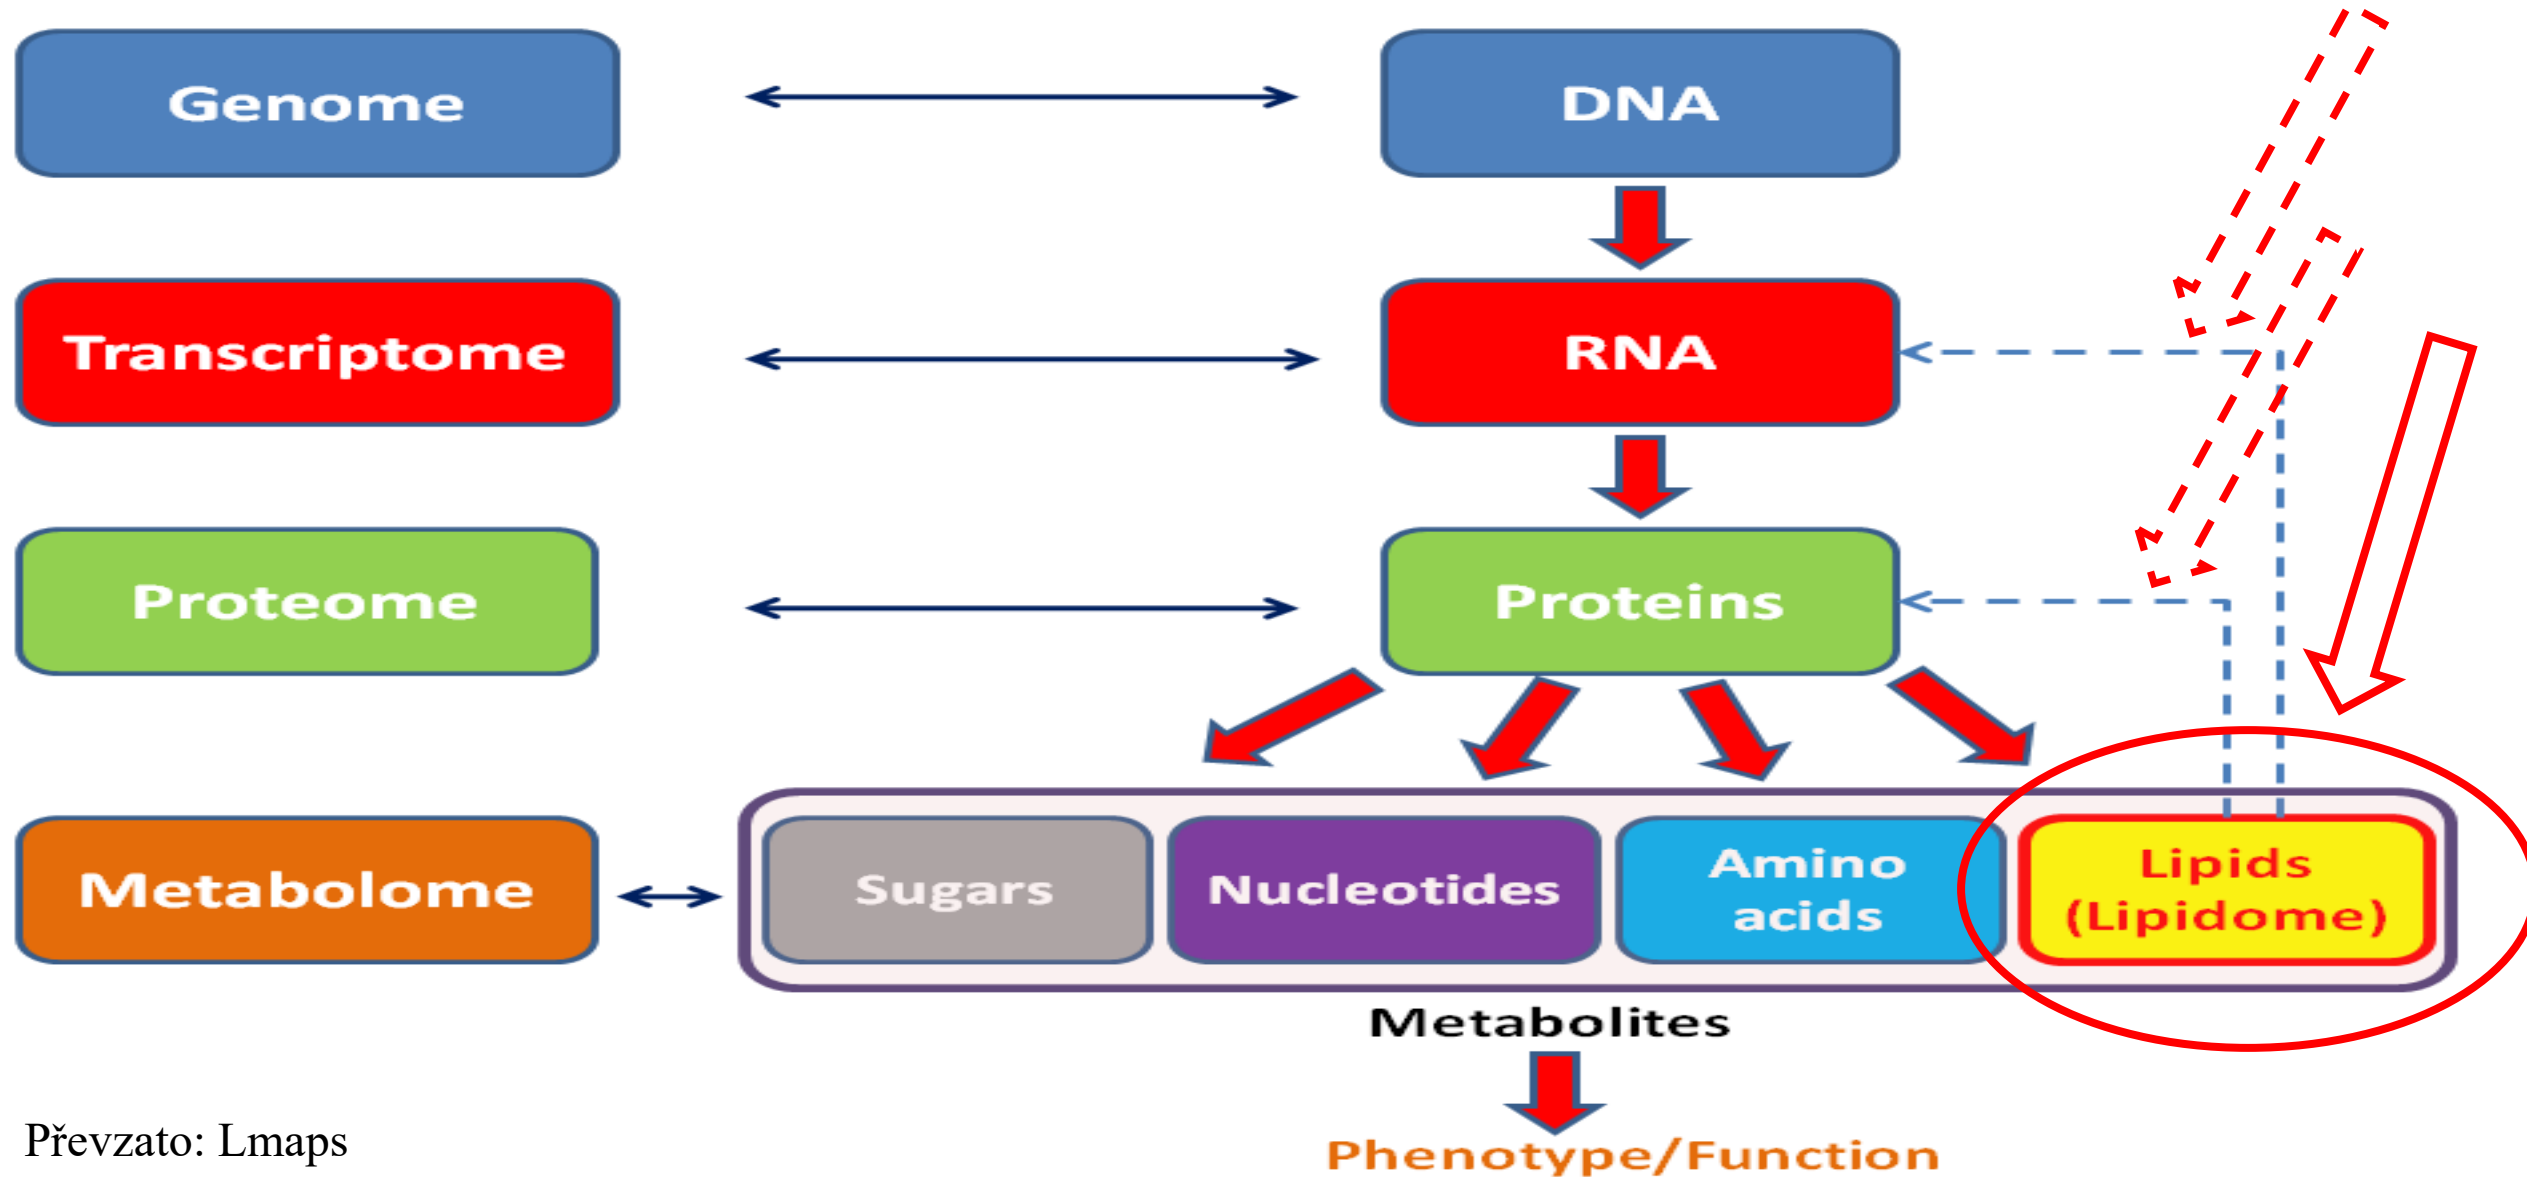 Genome
DNA
Transcriptome
RNA
Proteome
Proteins
Metabolome
Sugars
Nucleotides
Amino
acids
Lipids
(Lipidome)
Metabolites
Phenotype/Function
Převzato: Lmaps